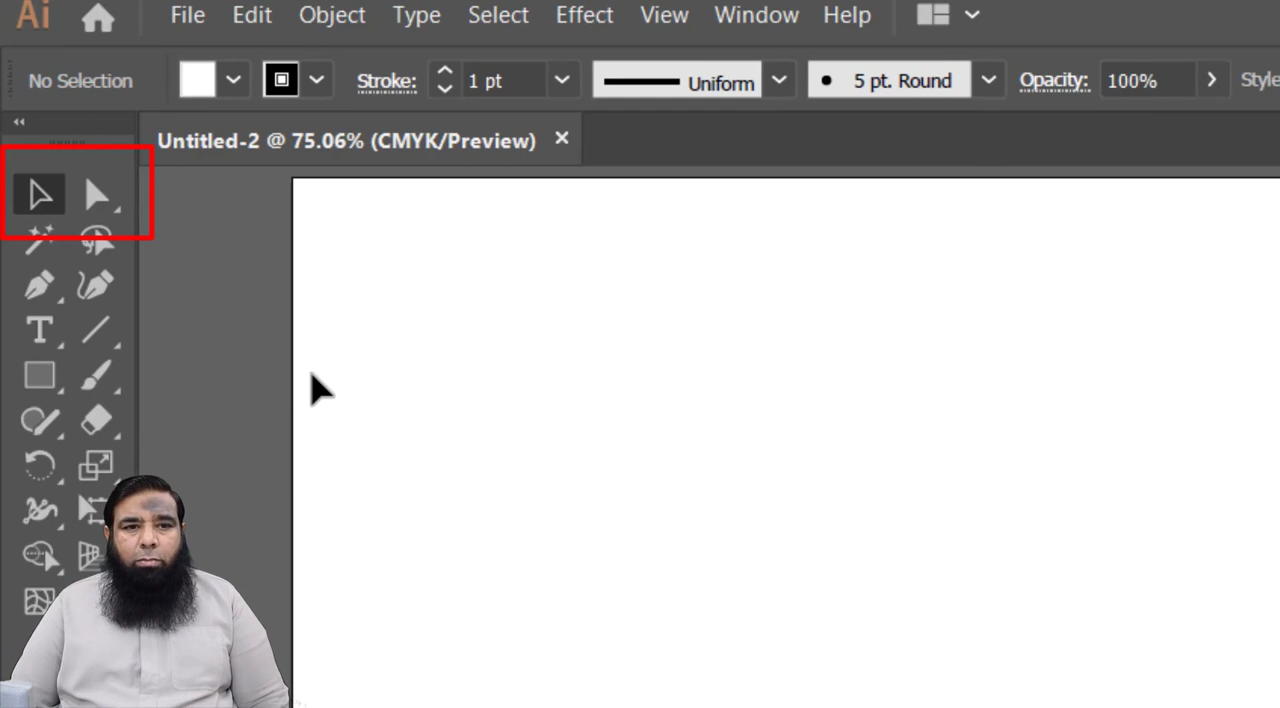 Ai File Edit Object Type Select Effect View Window Help
No Selection Stroke: 1 pt Uniform 5 pt. Round Opacity: 100% Style
Untitled-2 @ 75.06% (CMYK/Preview)
T